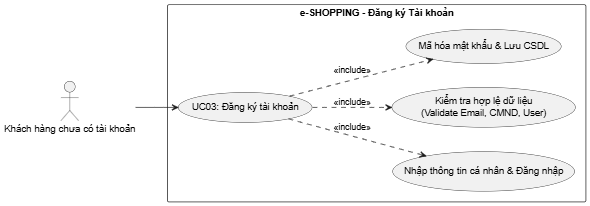 e-SHOPPING - Đăng ký Tài khoản
Mã hóa mật khẩu & Lưu CSDL
«include»
Khách hàng chưa có tài khoản
UC03: Đăng ký tài khoản
«include»
Kiểm tra hợp lệ dữ liệu
(Validate Email, CMND, User)
«include»
Nhập thông tin cá nhân & Đăng nhập